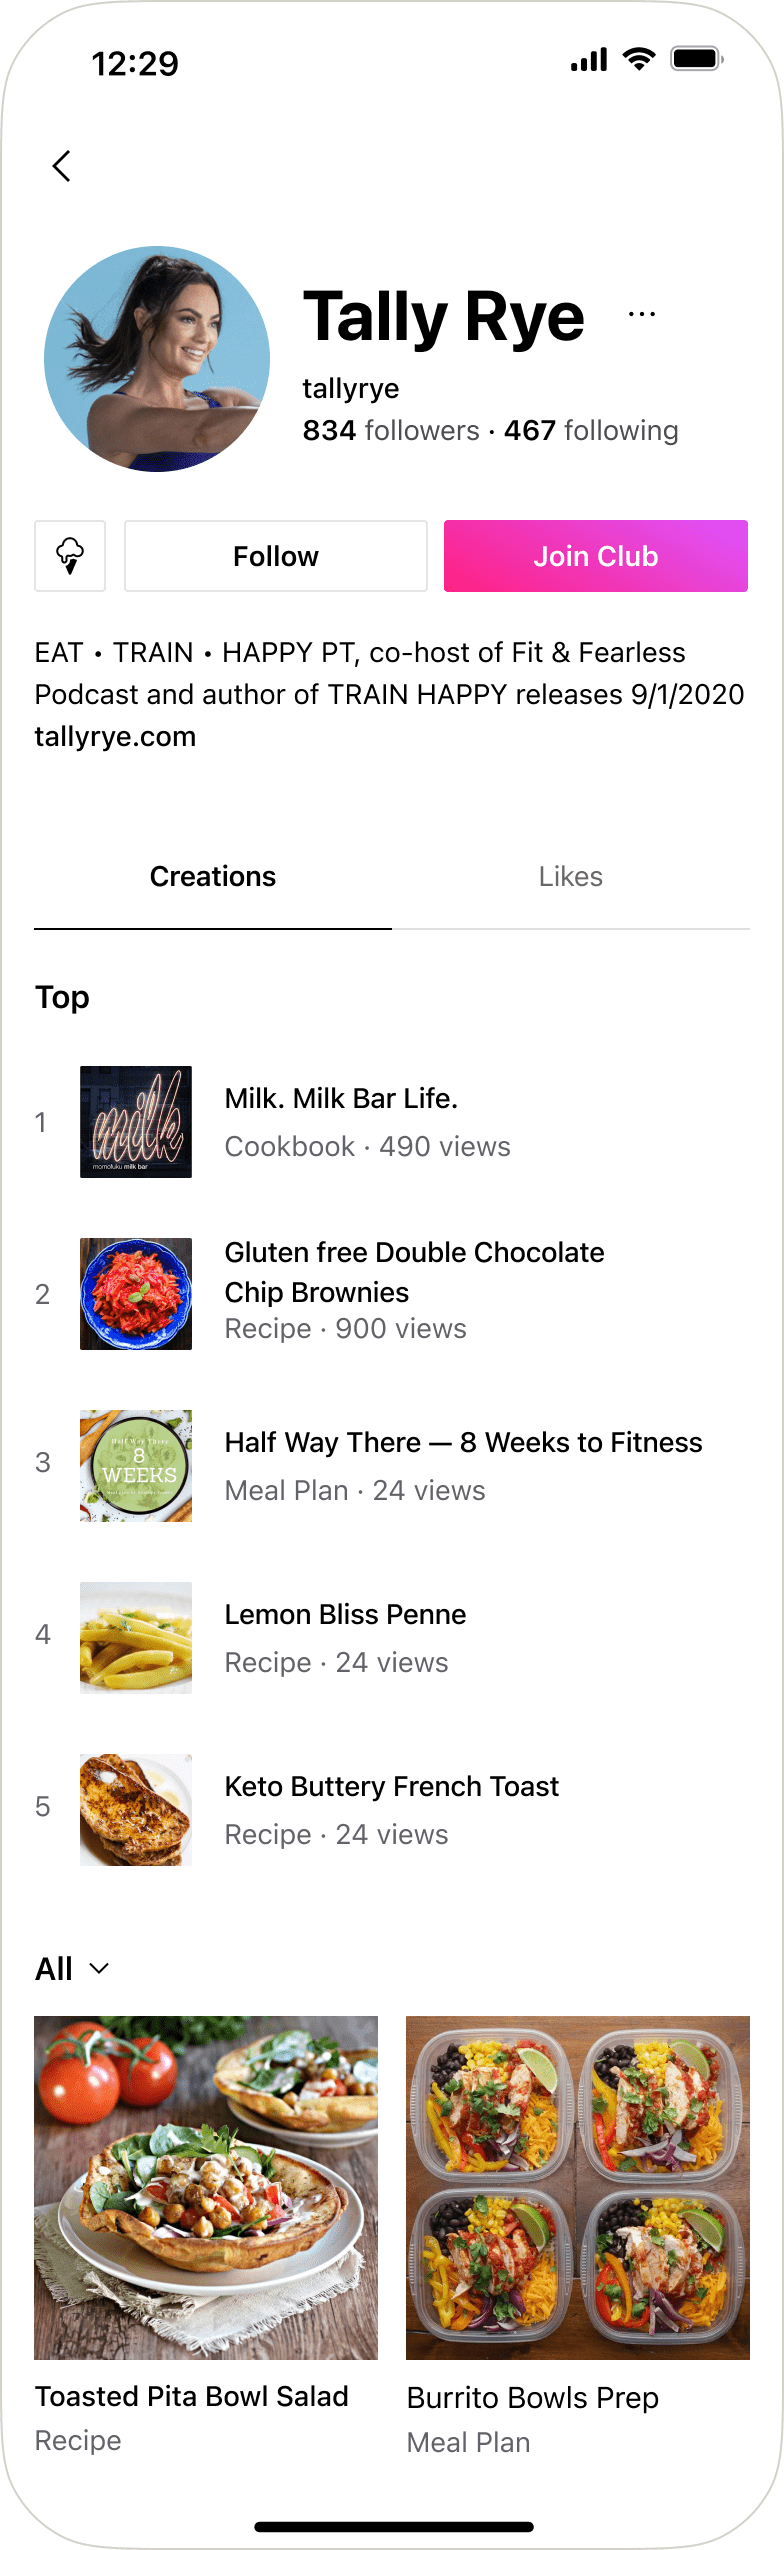 12:29
Tally Rye
tallyrye
834 followers · 467 following
Follow
Join Club
EAT • TRAIN • HAPPY PT, co-host of Fit & Fearless
Podcast and author of TRAIN HAPPY releases 9/1/2020
tallyrye.com
Creations
Likes
Top
1
milk
momofuku milk bar
Milk. Milk Bar Life.
Cookbook · 490 views
2
Gluten free Double Chocolate
Chip Brownies
Recipe · 900 views
3
Half Way There
8
WEEKS
Half Way There — 8 Weeks to Fitness
Meal Plan · 24 views
4
Lemon Bliss Penne
Recipe · 24 views
5
Keto Buttery French Toast
Recipe · 24 views
All
Toasted Pita Bowl Salad
Recipe
Burrito Bowls Prep
Meal Plan